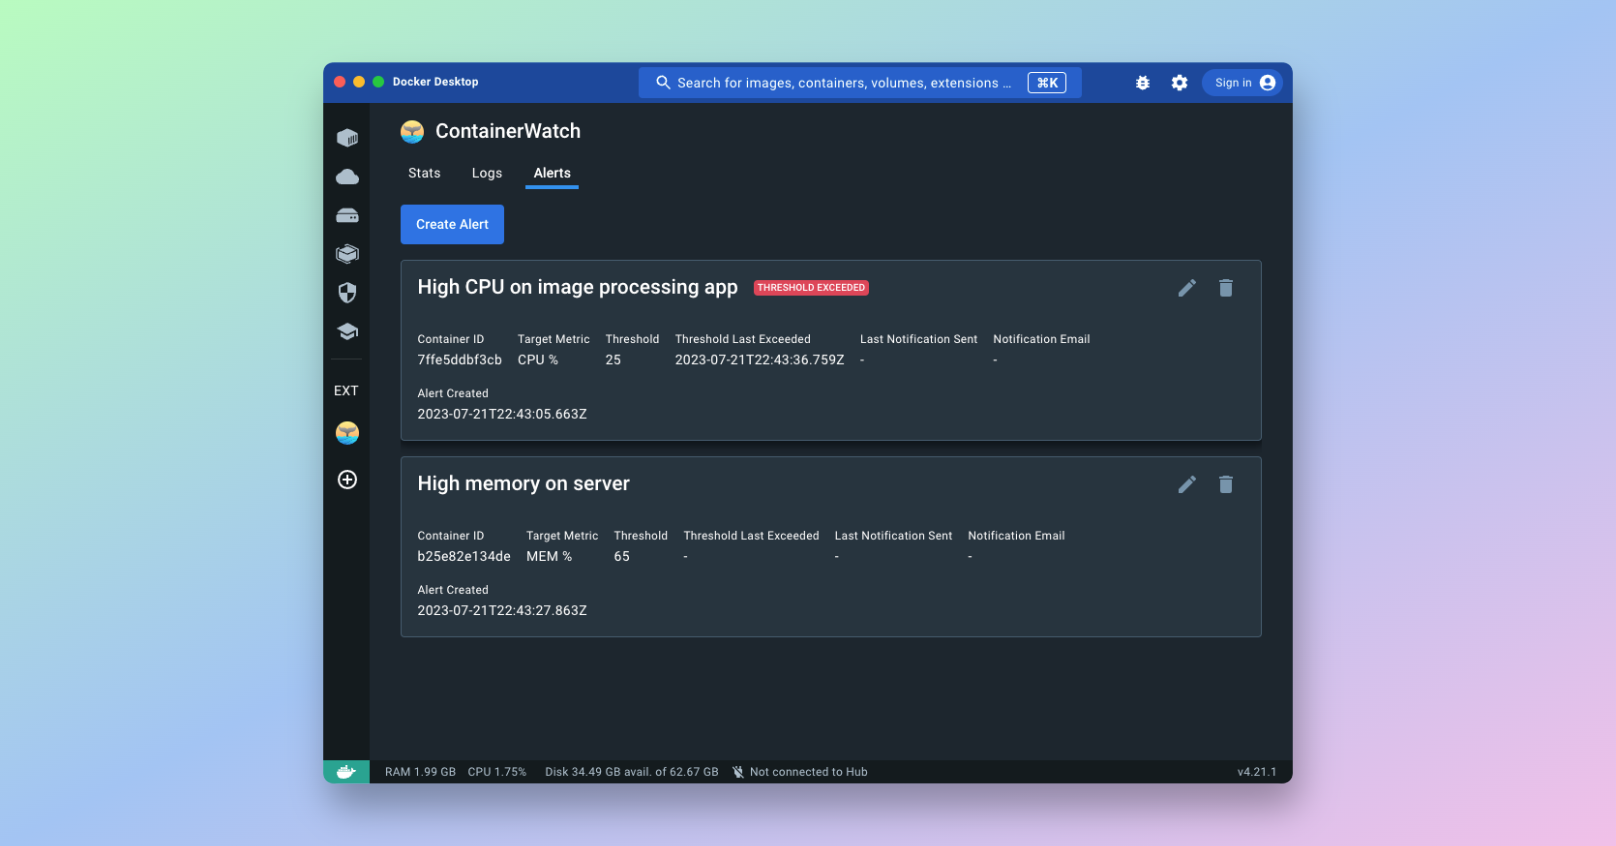 Docker Desktop
Search for images, containers, volumes, extensions ... ⌘K
Sign in
ContainerWatch
Stats Logs Alerts
Create Alert
High CPU on image processing app THRESHOLD EXCEEDED
Container ID Target Metric Threshold Threshold Last Exceeded Last Notification Sent Notification Email
7ffe5ddbf3cb CPU % 25 2023-07-21T22:43:36.759Z - -
Alert Created
2023-07-21T22:43:05.663Z
EXT
High memory on server
Container ID Target Metric Threshold Threshold Last Exceeded Last Notification Sent Notification Email
b25e82e134de MEM % 65 - - -
Alert Created
2023-07-21T22:43:27.863Z
RAM 1.99 GB CPU 1.75% Disk 34.49 GB avail. of 62.67 GB Not connected to Hub v4.21.1